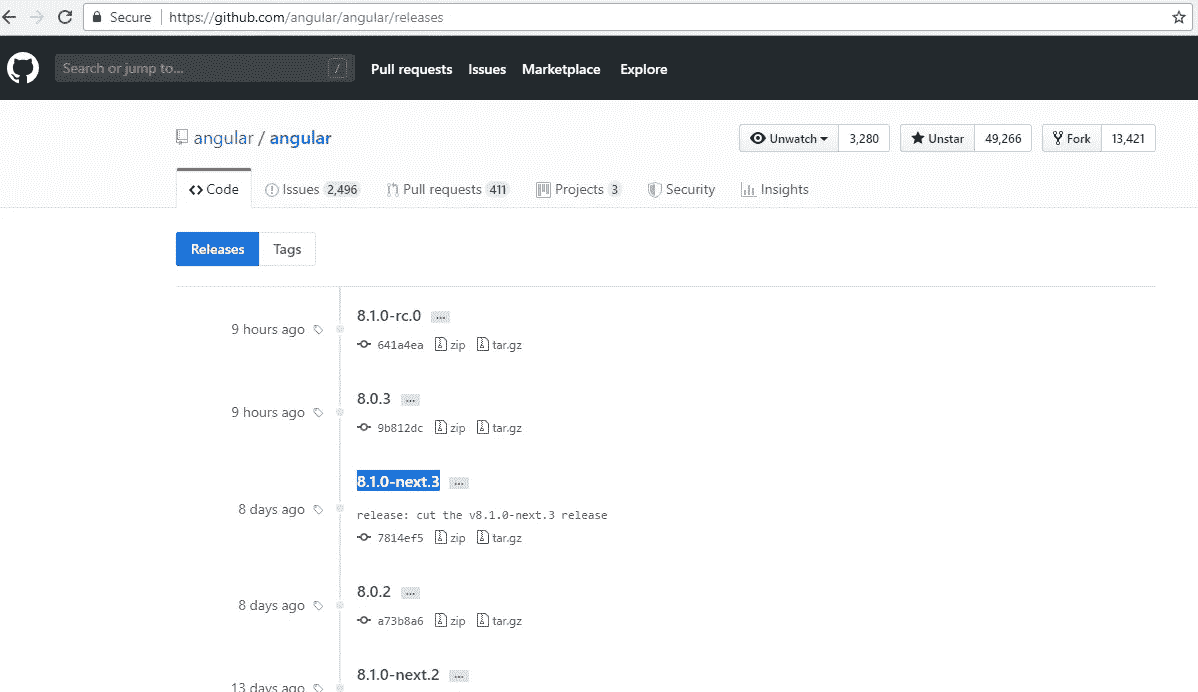 Secure https://github.com/angular/angular/releases
Search or jump to... / Pull requests Issues Marketplace Explore
angular / angular Unwatch 3,280 Unstar 49,266 Fork 13,421
Code Issues 2,496 Pull requests 411 Projects 3 Security Insights
Releases Tags
8.1.0-rc.0 ...
9 hours ago
641a4ea zip tar.gz
8.0.3 ...
9 hours ago
9b812dc zip tar.gz
8.1.0-next.3 ...
8 days ago
release: cut the v8.1.0-next.3 release
7814ef5 zip tar.gz
8.0.2 ...
8 days ago
a73b8a6 zip tar.gz
8.1.0-next.2 ...
13 days ago